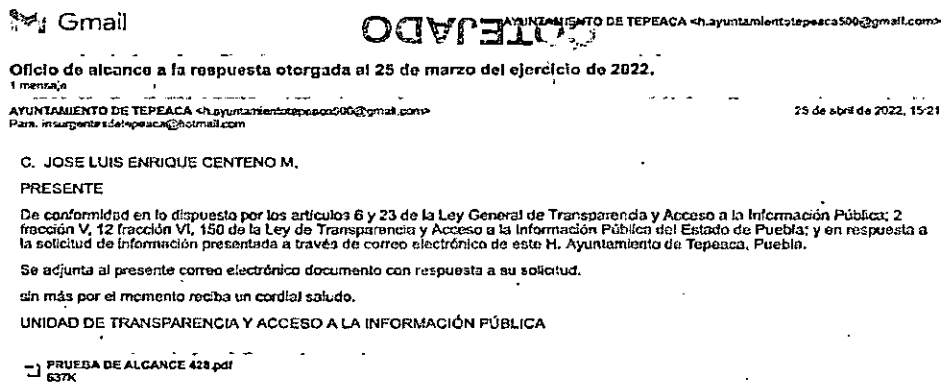 Gmail
COTEJADO
AYUNTAMIENTO DE TEPEACA <h.ayuntamientotepeaca500@gmail.com>
Oficio de alcance a la respuesta otorgada al 25 de marzo del ejercicio de 2022.
1 mensaje
AYUNTAMIENTO DE TEPEACA <h.ayuntamientotepeaca500@gmail.com>
25 de abril de 2022, 15:21
Para: insurgentesdetepeaca@hotmail.com
C. JOSE LUIS ENRIQUE CENTENO M.
PRESENTE
De conformidad en lo dispuesto por los artículos 6 y 23 de la Ley General de Transparencia y Acceso a la Información Pública; 2
fracción V, 12 fracción VI, 150 de la Ley de Transparencia y Acceso a la Información Pública del Estado de Puebla; y en respuesta a
la solicitud de información presentada a través de correo electrónico de este H. Ayuntamiento de Tepeaca, Puebla.
Se adjunta al presente correo electrónico documento con respuesta a su solicitud.
sin más por el momento reciba un cordial saludo.
UNIDAD DE TRANSPARENCIA Y ACCESO A LA INFORMACIÓN PÚBLICA
PRUEBA DE ALCANCE 428.pdf
637K